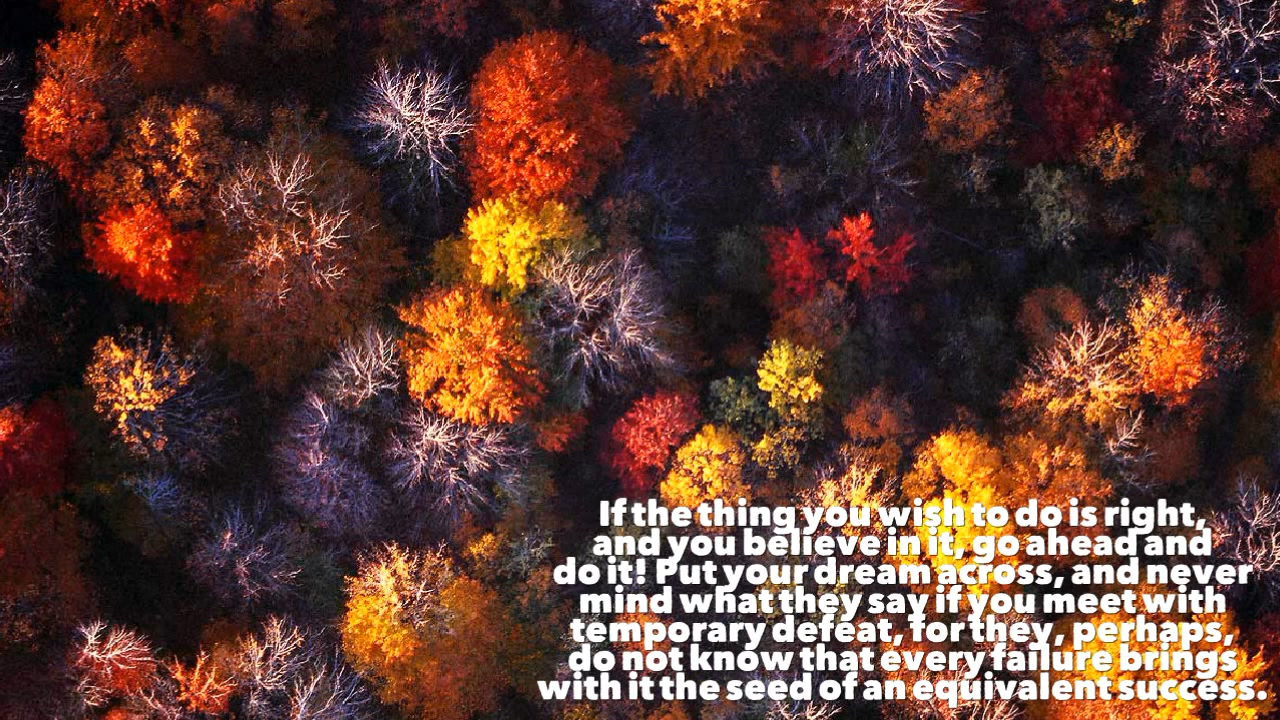 If the thing you wish to do is right,
and you believe in it, go ahead and
do it! Put your dream across, and never
mind what they say if you meet with
temporary defeat, for they, perhaps,
do not know that every failure brings
with it the seed of an equivalent success.